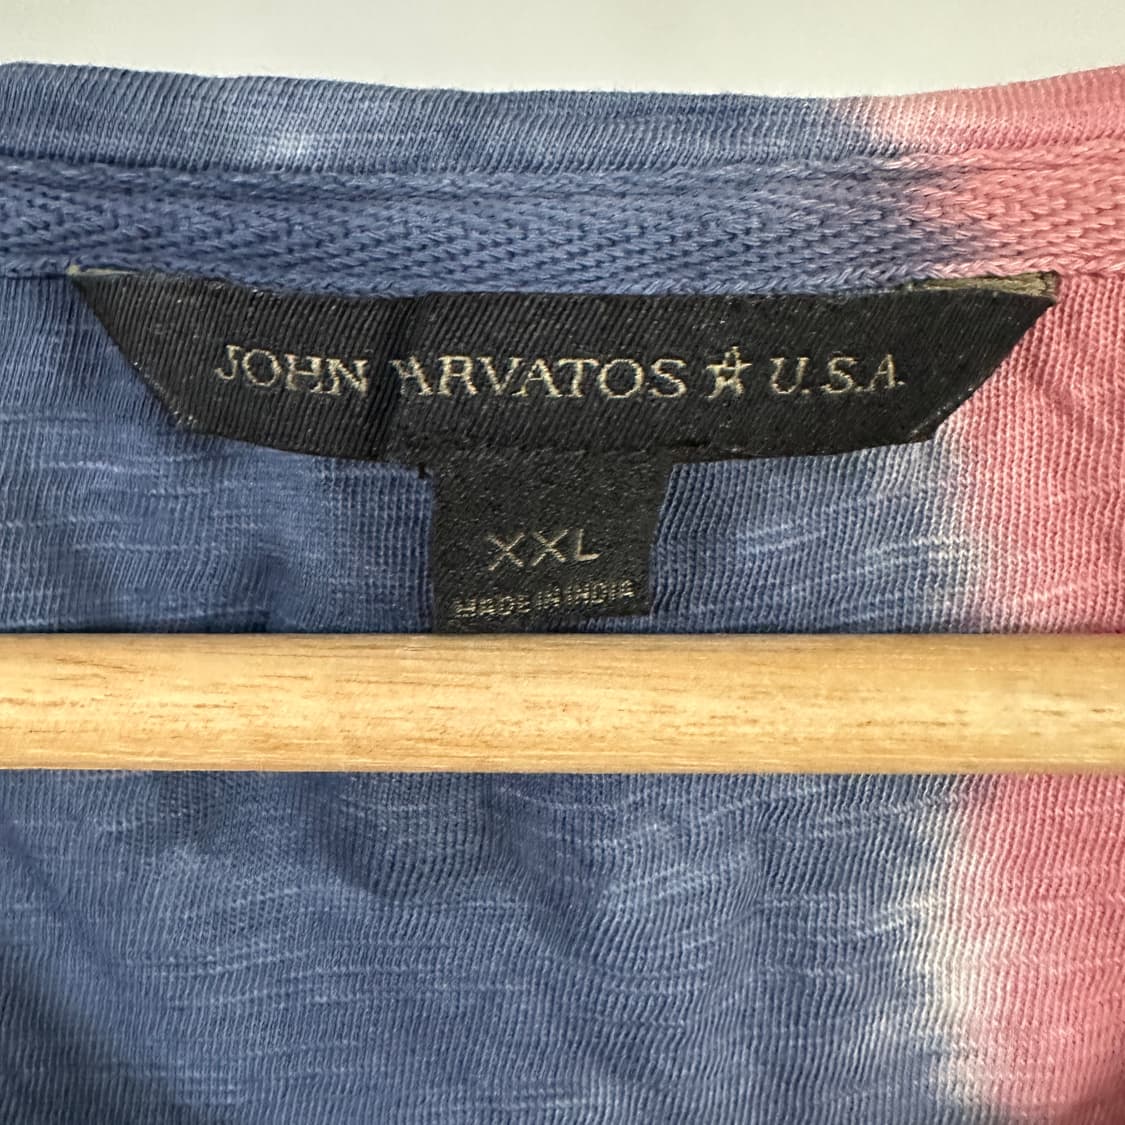 JOHN VARVATOS ☆ U.S.A.
XXL
MADE IN INDIA